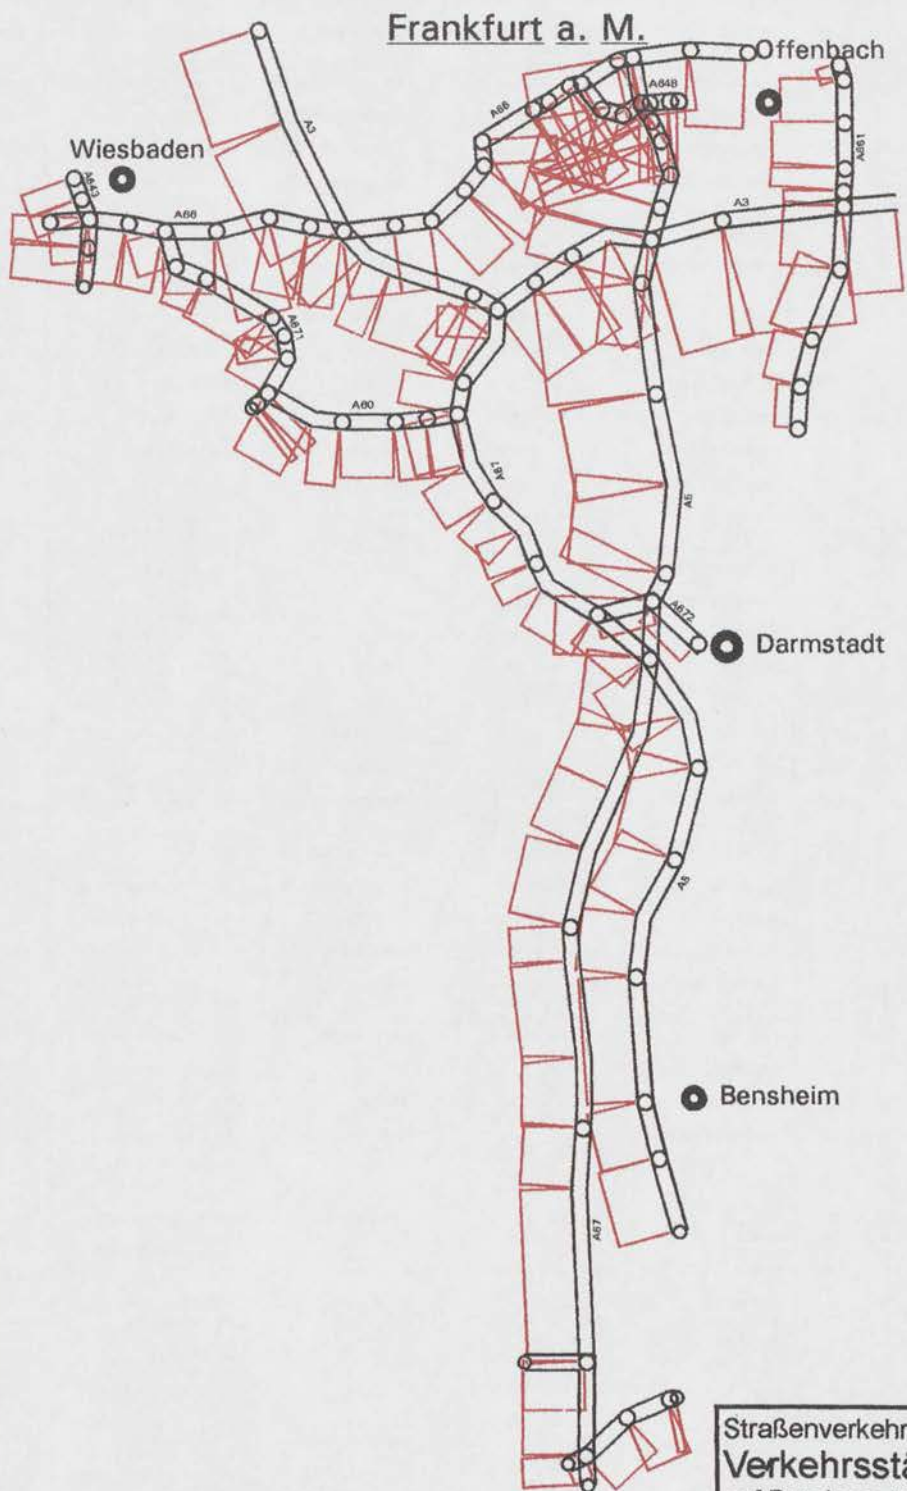 Frankfurt a. M.
Offenbach
A648
A66
A3
A661
Wiesbaden
A643
A66
A3
A671
A60
A67
A5
A672
Darmstadt
Bensheim
A67
Straßenverkehr
Verkehrsstä